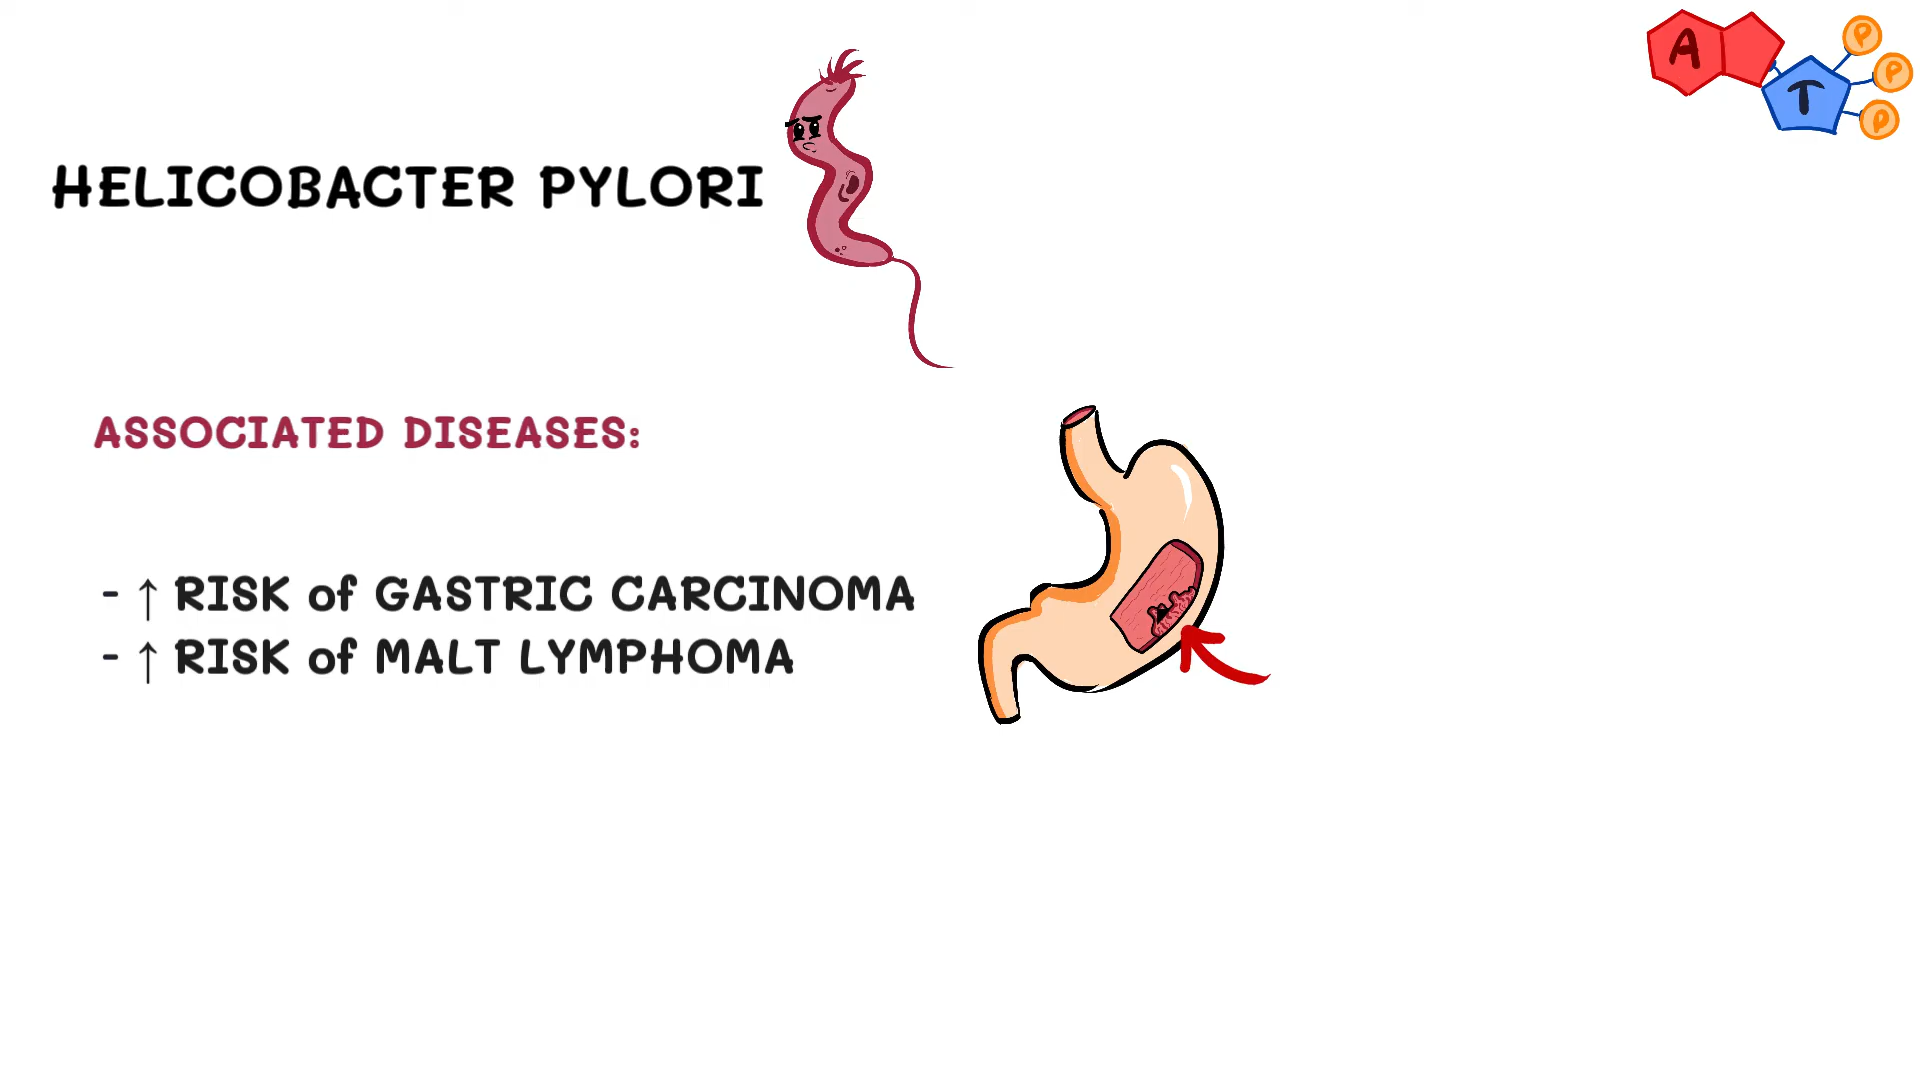 HELICOBACTER PYLORI
A
T
P
P
P
ASSOCIATED DISEASES:
- ↑ RISK of GASTRIC CARCINOMA
- ↑ RISK of MALT LYMPHOMA